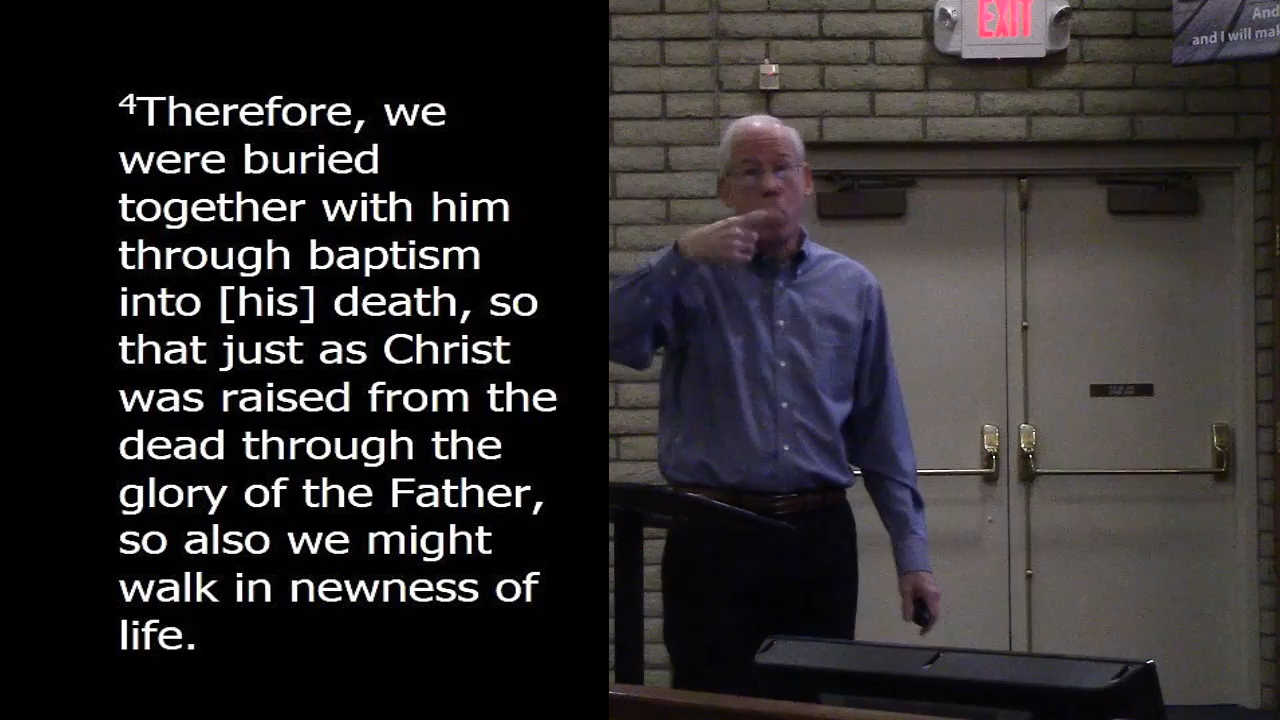 ⁴Therefore, we
were buried
together with him
through baptism
into [his] death, so
that just as Christ
was raised from the
dead through the
glory of the Father,
so also we might
walk in newness of
life.
EXIT
And
and I will mak